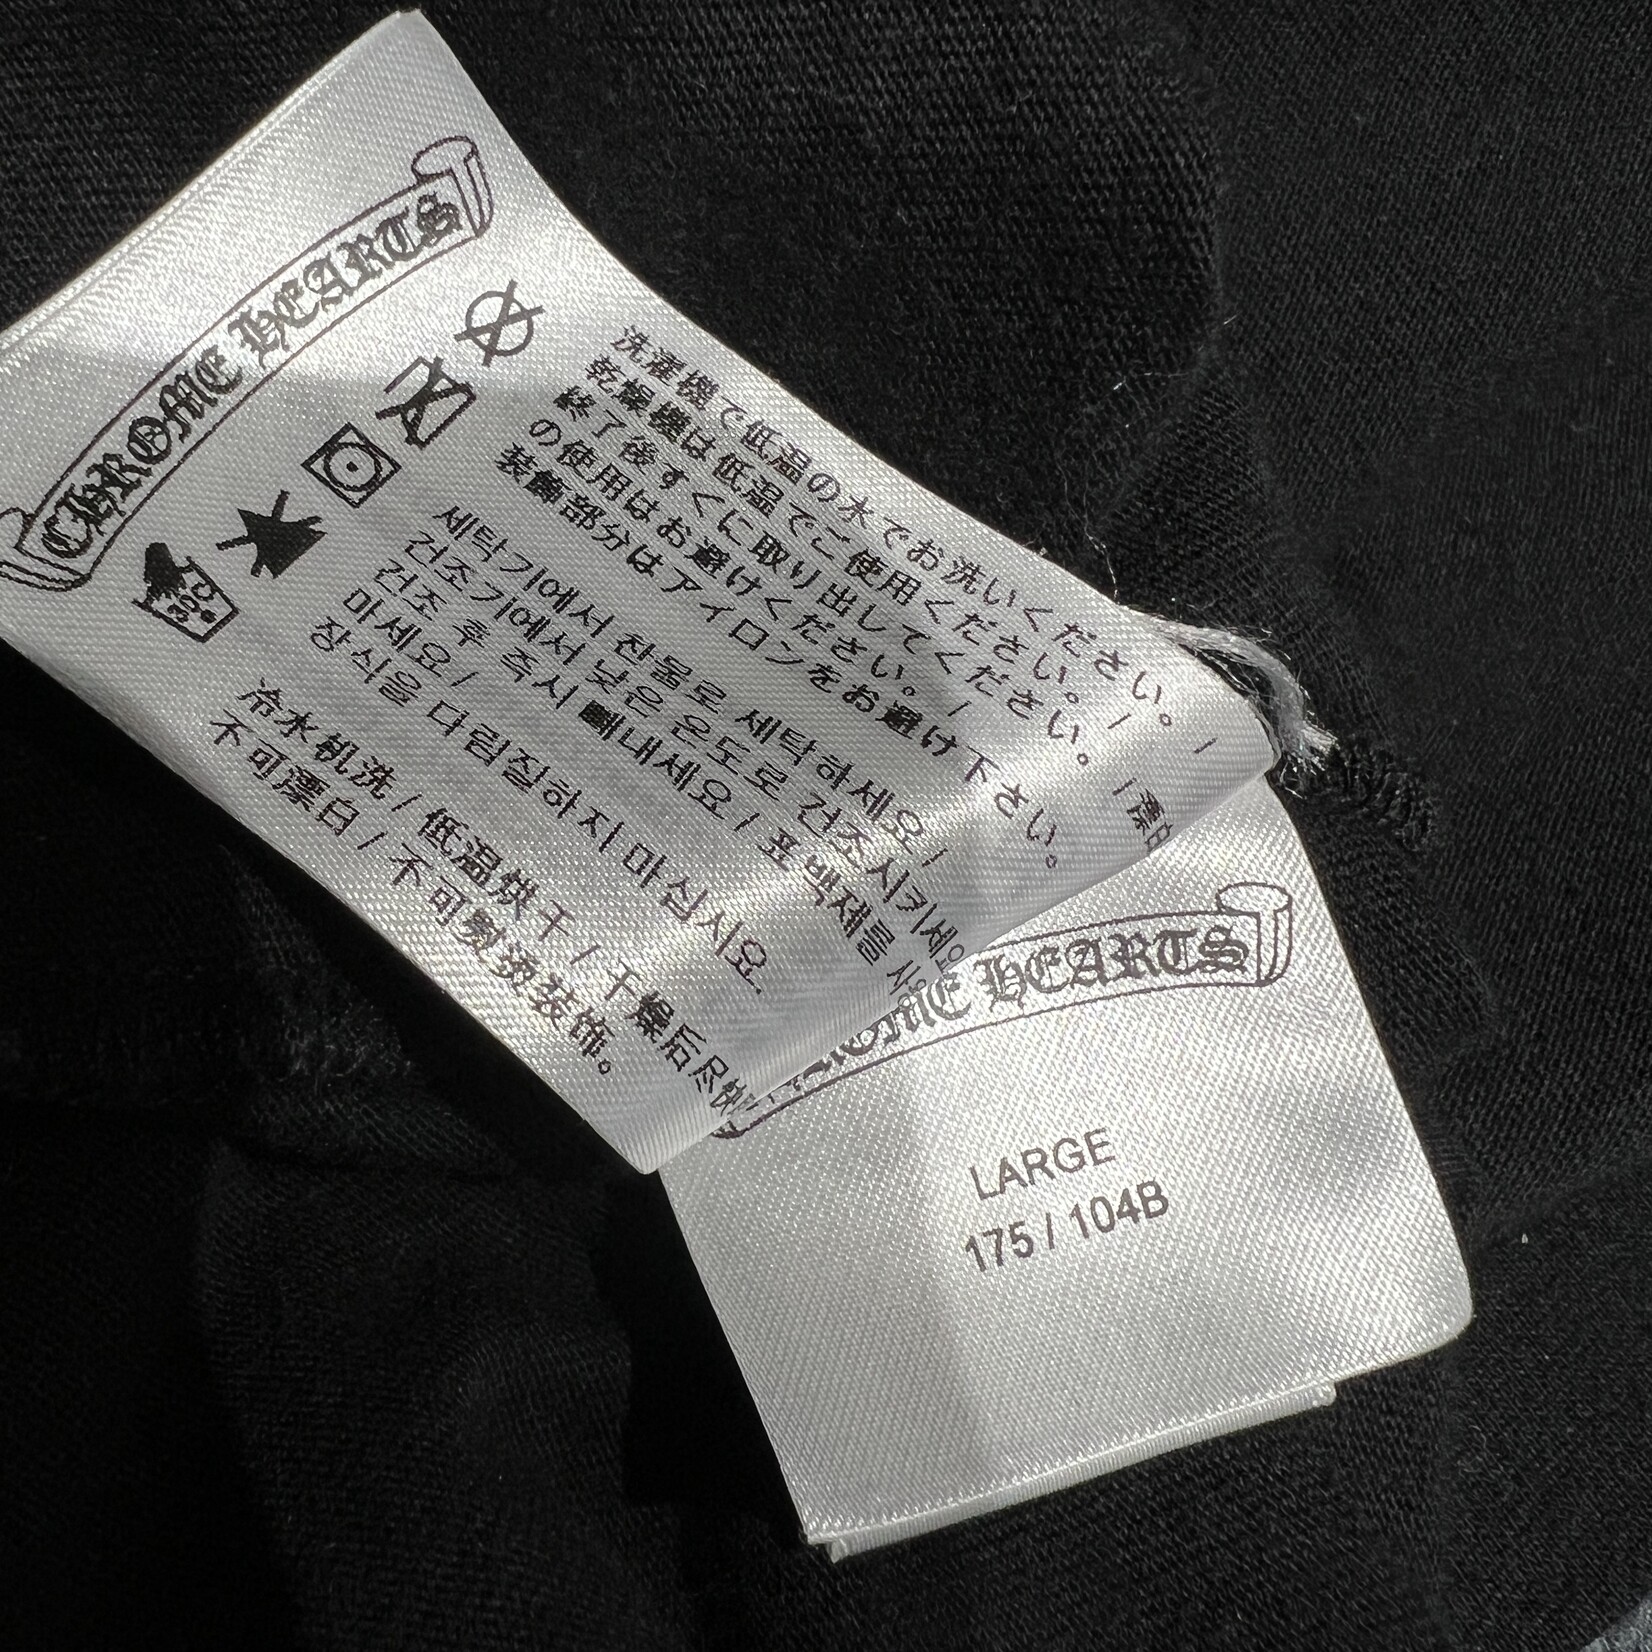 CHROME HEARTS
30°
洗濯機で低温の水でお洗いください。 /
乾燥機は低温でご使用ください。 /
終了後すぐに取り出してください。 / 漂白
の使用はお避けください。 /
装飾部分はアイロンをお避け下さい。
세탁기에서 찬물로 세탁하세요 /
건조기에서 낮은 온도로 건조시키세요
건조 후 즉시 빼내세요 / 표백제를
마세요 /
장식을 다림질하지 마십시요.
冷水机洗 / 低温烘干 / 干燥后尽快
不可漂白 / 不可熨烫装饰。
HEARTS
LARGE
175 / 104B